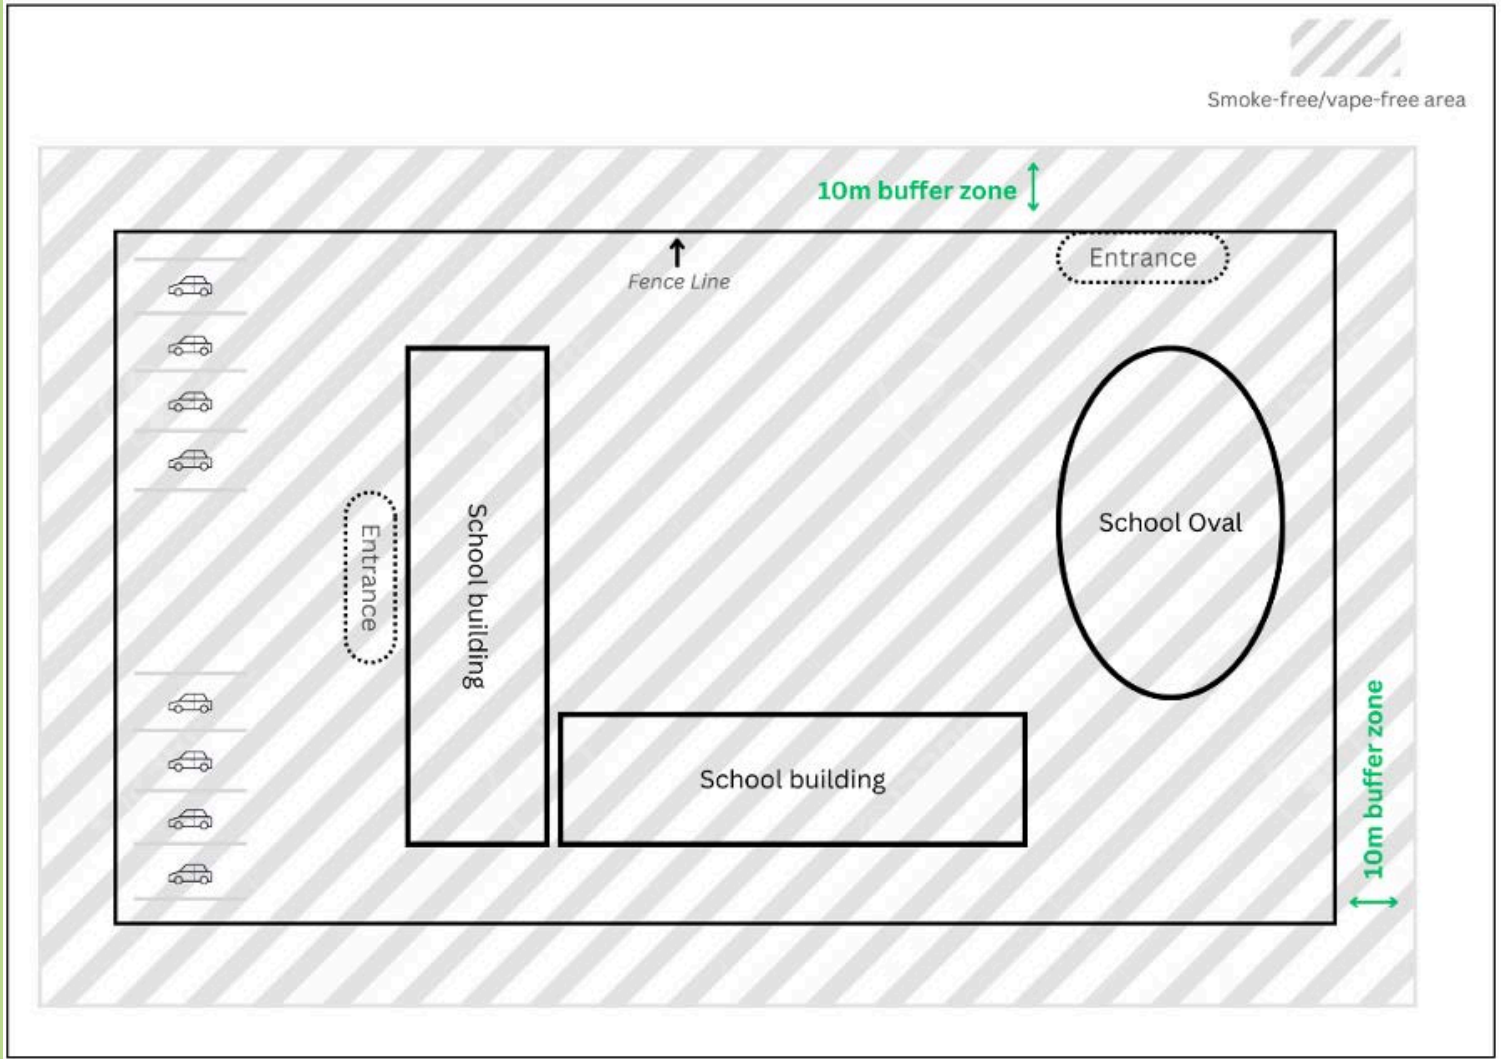 Smoke-free/vape-free area
10m buffer zone
Entrance
Fence Line
School Oval
Entrance
School building
School building
10m buffer zone